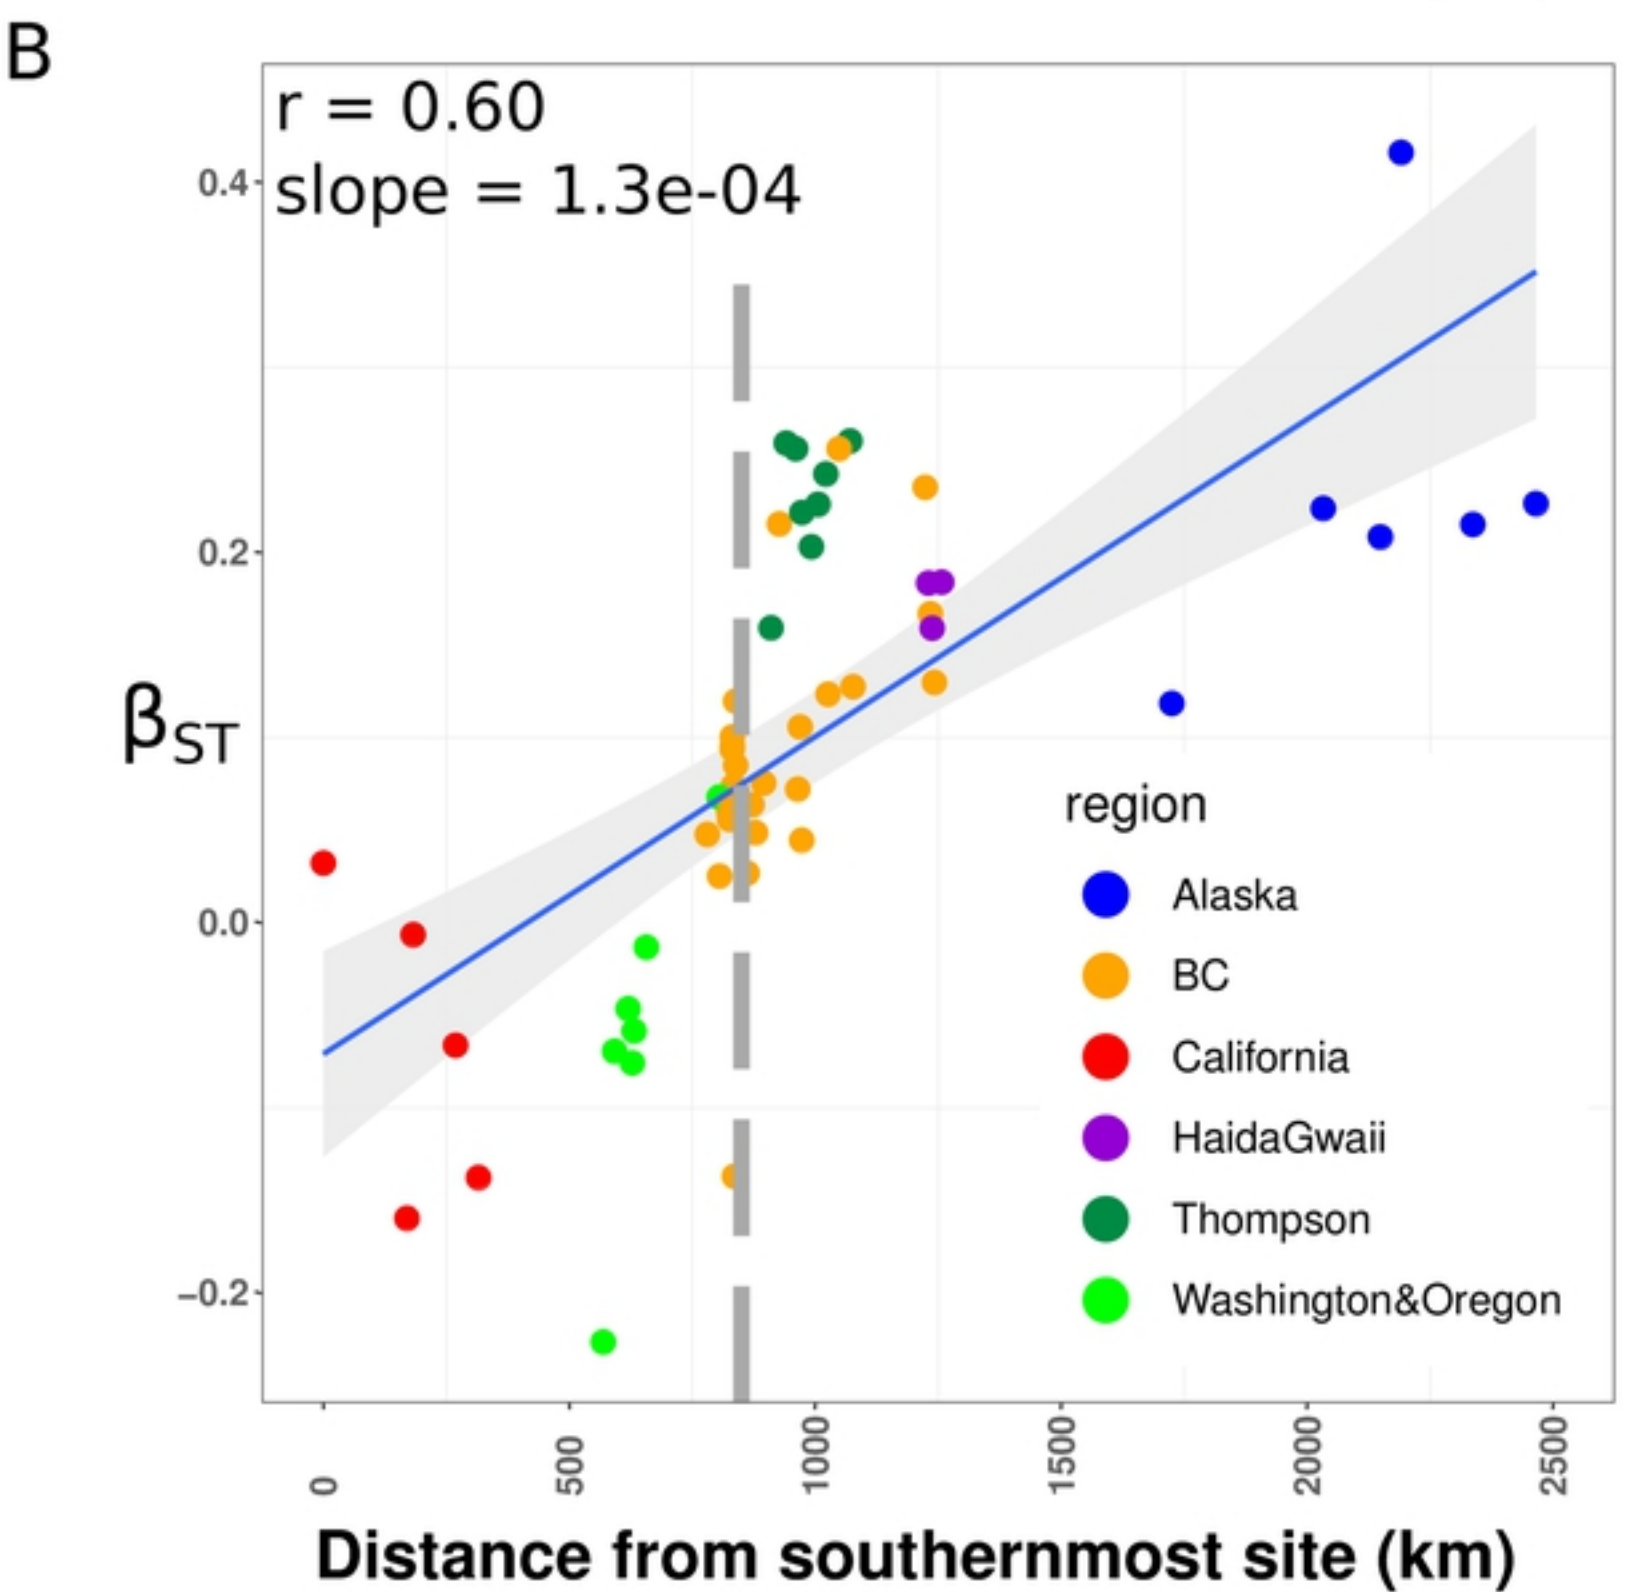 B
r = 0.60
slope = 1.3e-04
0.4
0.2
0.0
−0.2
βST
region
Alaska
BC
California
HaidaGwaii
Thompson
Washington&Oregon
0
500
1000
1500
2000
2500
Distance from southernmost site (km)